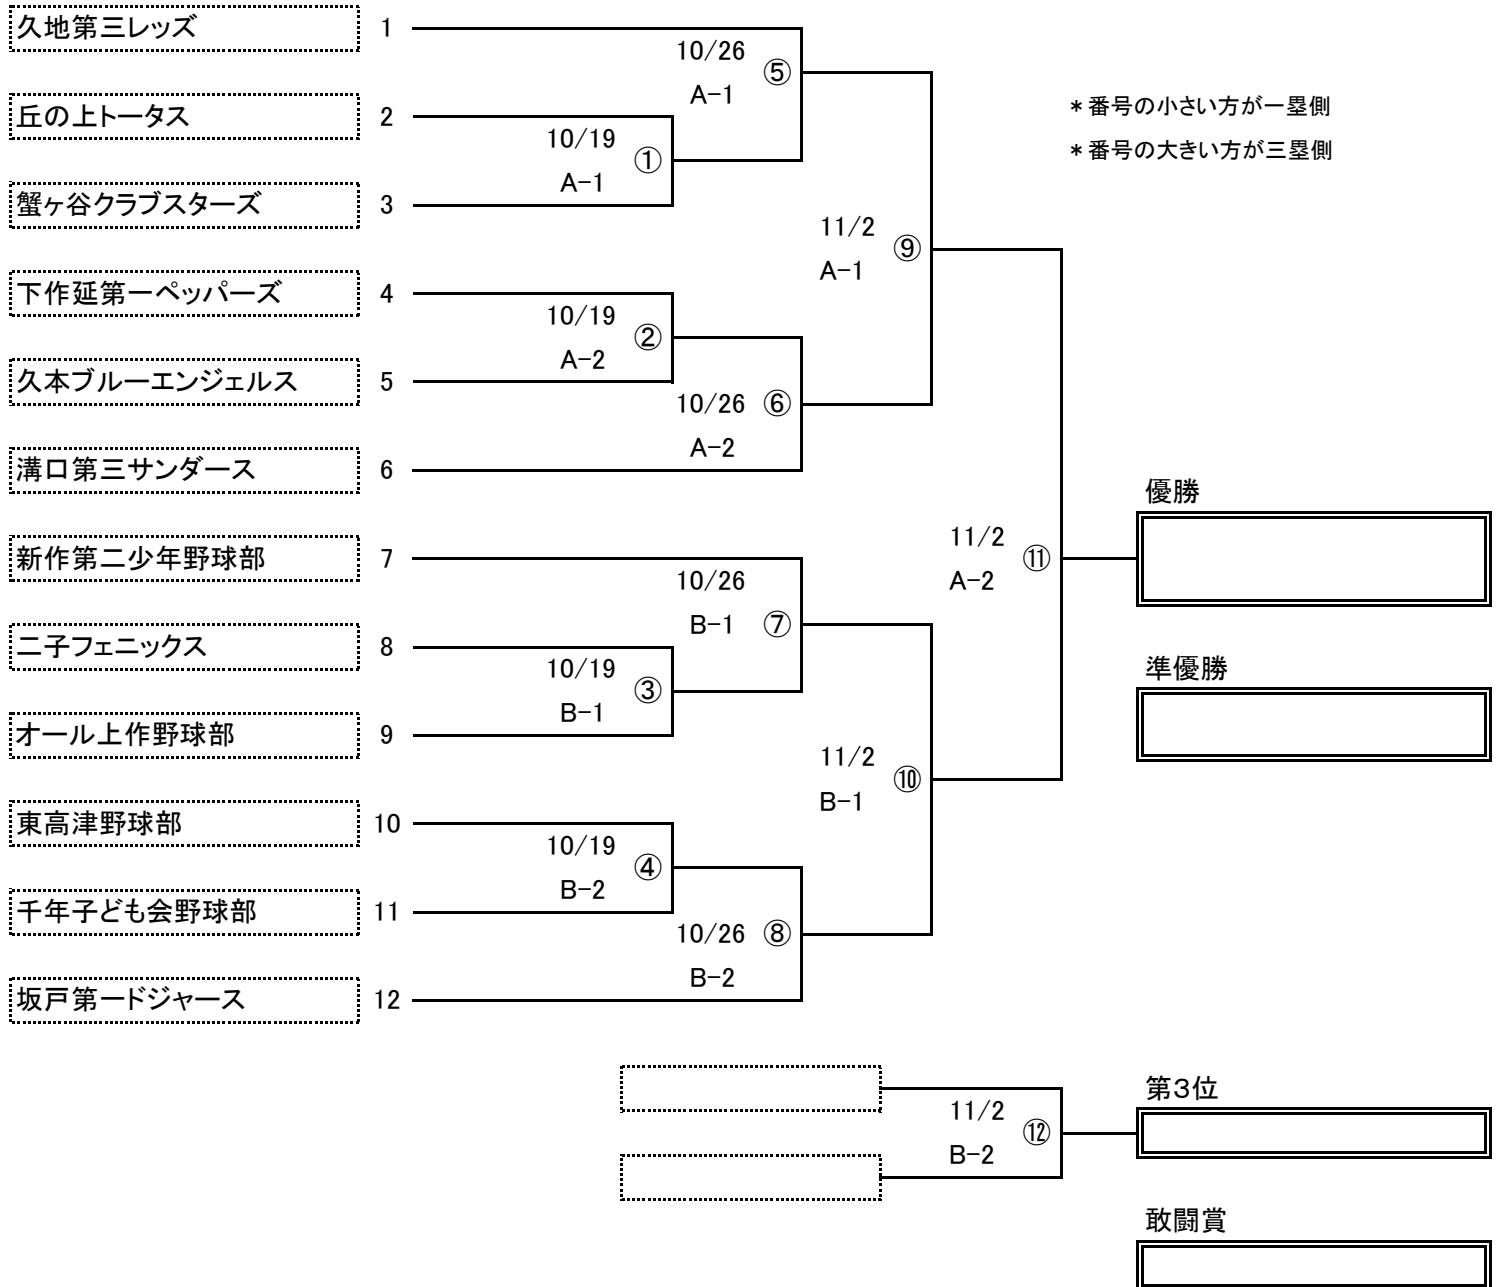 久地第三レッズ 1
10/26
⑤
A-1
丘の上トータス 2
*番号の小さい方が一塁側
10/19
①
A-1
*番号の大きい方が三塁側
蟹ヶ谷クラブスターズ 3
11/2
⑨
A-1
下作延第一ペッパーズ 4
10/19
②
A-2
久本ブルーエンジェルス 5
10/26 ⑥
A-2
溝口第三サンダース 6
優勝
11/2
⑪
A-2
新作第二少年野球部 7
10/26
B-1 ⑦
二子フェニックス 8
10/19
③
B-1
準優勝
オール上作野球部 9
11/2
⑩
B-1
東高津野球部 10
10/19
④
B-2
千年子ども会野球部 11
10/26 ⑧
B-2
坂戸第一ドジャース 12
第3位
11/2
⑫
B-2
敢闘賞